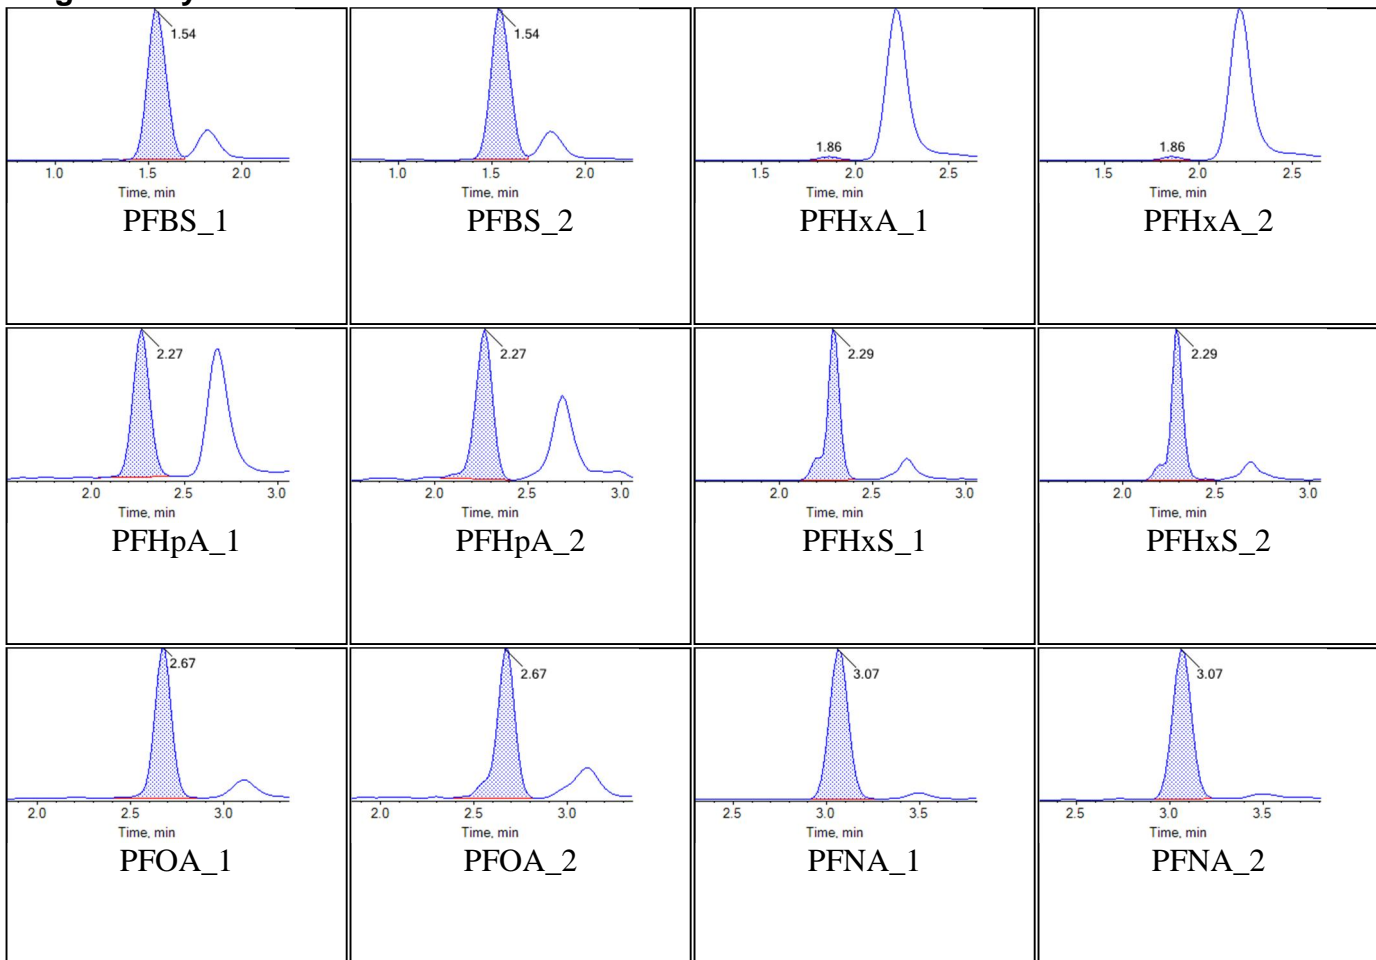 1.54 1.54
1.86 1.86
1.0 1.5 2.0 1.0 1.5 2.0 1.5 2.0 2.5 1.5 2.0 2.5
Time, min Time, min Time, min Time, min
PFBS_1 PFBS_2 PFHxA_1 PFHxA_2
2.27 2.27 2.29 2.29
2.0 2.5 3.0 2.0 2.5 3.0 2.0 2.5 3.0 2.0 2.5 3.0
Time, min Time, min Time, min Time, min
PFHpA_1 PFHpA_2 PFHxS_1 PFHxS_2
2.67 2.67 3.07 3.07
2.0 2.5 3.0 2.0 2.5 3.0 2.5 3.0 3.5 2.5 3.0 3.5
Time, min Time, min Time, min Time, min
PFOA_1 PFOA_2 PFNA_1 PFNA_2